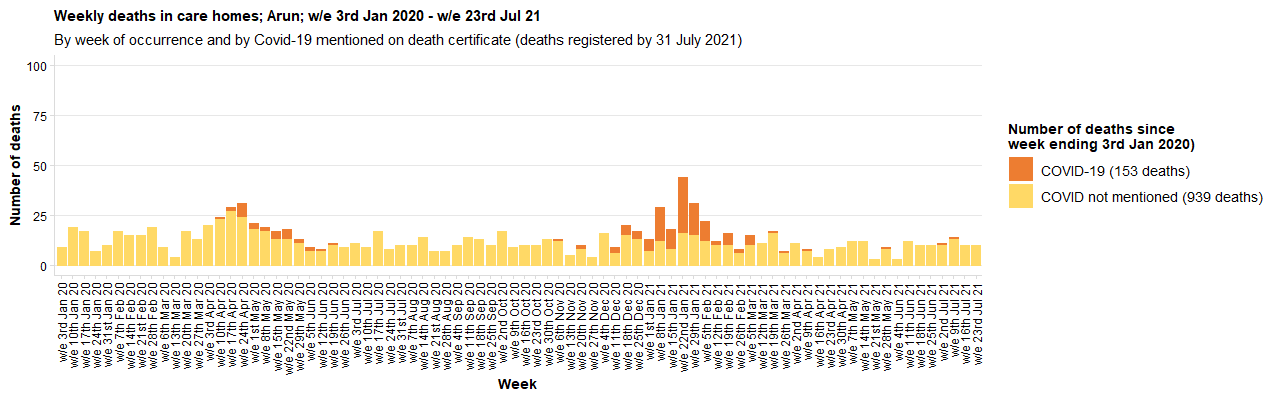 Weekly deaths in care homes; Arun; w/e 3rd Jan 2020 - w/e 23rd Jul 21
By week of occurrence and by Covid-19 mentioned on death certificate (deaths registered by 31 July 2021)
100
75
50
25
0
Number of deaths
w/e 3rd Jan 20
w/e 10th Jan 20
w/e 17th Jan 20
w/e 24th Jan 20
w/e 31st Jan 20
w/e 7th Feb 20
w/e 14th Feb 20
w/e 21st Feb 20
w/e 28th Feb 20
w/e 6th Mar 20
w/e 13th Mar 20
w/e 20th Mar 20
w/e 27th Mar 20
w/e 3rd Apr 20
w/e 10th Apr 20
w/e 17th Apr 20
w/e 24th Apr 20
w/e 1st May 20
w/e 8th May 20
w/e 15th May 20
w/e 22nd May 20
w/e 29th May 20
w/e 5th Jun 20
w/e 12th Jun 20
w/e 19th Jun 20
w/e 26th Jun 20
w/e 3rd Jul 20
w/e 10th Jul 20
w/e 17th Jul 20
w/e 24th Jul 20
w/e 31st Jul 20
w/e 7th Aug 20
w/e 14th Aug 20
w/e 21st Aug 20
w/e 28th Aug 20
w/e 4th Sep 20
w/e 11th Sep 20
w/e 18th Sep 20
w/e 25th Sep 20
w/e 2nd Oct 20
w/e 9th Oct 20
w/e 16th Oct 20
w/e 23rd Oct 20
w/e 30th Oct 20
w/e 6th Nov 20
w/e 13th Nov 20
w/e 20th Nov 20
w/e 27th Nov 20
w/e 4th Dec 20
w/e 11th Dec 20
w/e 18th Dec 20
w/e 25th Dec 20
w/e 1st Jan 21
w/e 8th Jan 21
w/e 15th Jan 21
w/e 22nd Jan 21
w/e 29th Jan 21
w/e 5th Feb 21
w/e 12th Feb 21
w/e 19th Feb 21
w/e 26th Feb 21
w/e 5th Mar 21
w/e 12th Mar 21
w/e 19th Mar 21
w/e 26th Mar 21
w/e 2nd Apr 21
w/e 9th Apr 21
w/e 16th Apr 21
w/e 23rd Apr 21
w/e 30th Apr 21
w/e 7th May 21
w/e 14th May 21
w/e 21st May 21
w/e 28th May 21
w/e 4th Jun 21
w/e 11th Jun 21
w/e 18th Jun 21
w/e 25th Jun 21
w/e 2nd Jul 21
w/e 9th Jul 21
w/e 16th Jul 21
w/e 23rd Jul 21
Week
Number of deaths since
week ending 3rd Jan 2020)
COVID-19 (153 deaths)
COVID not mentioned (939 deaths)